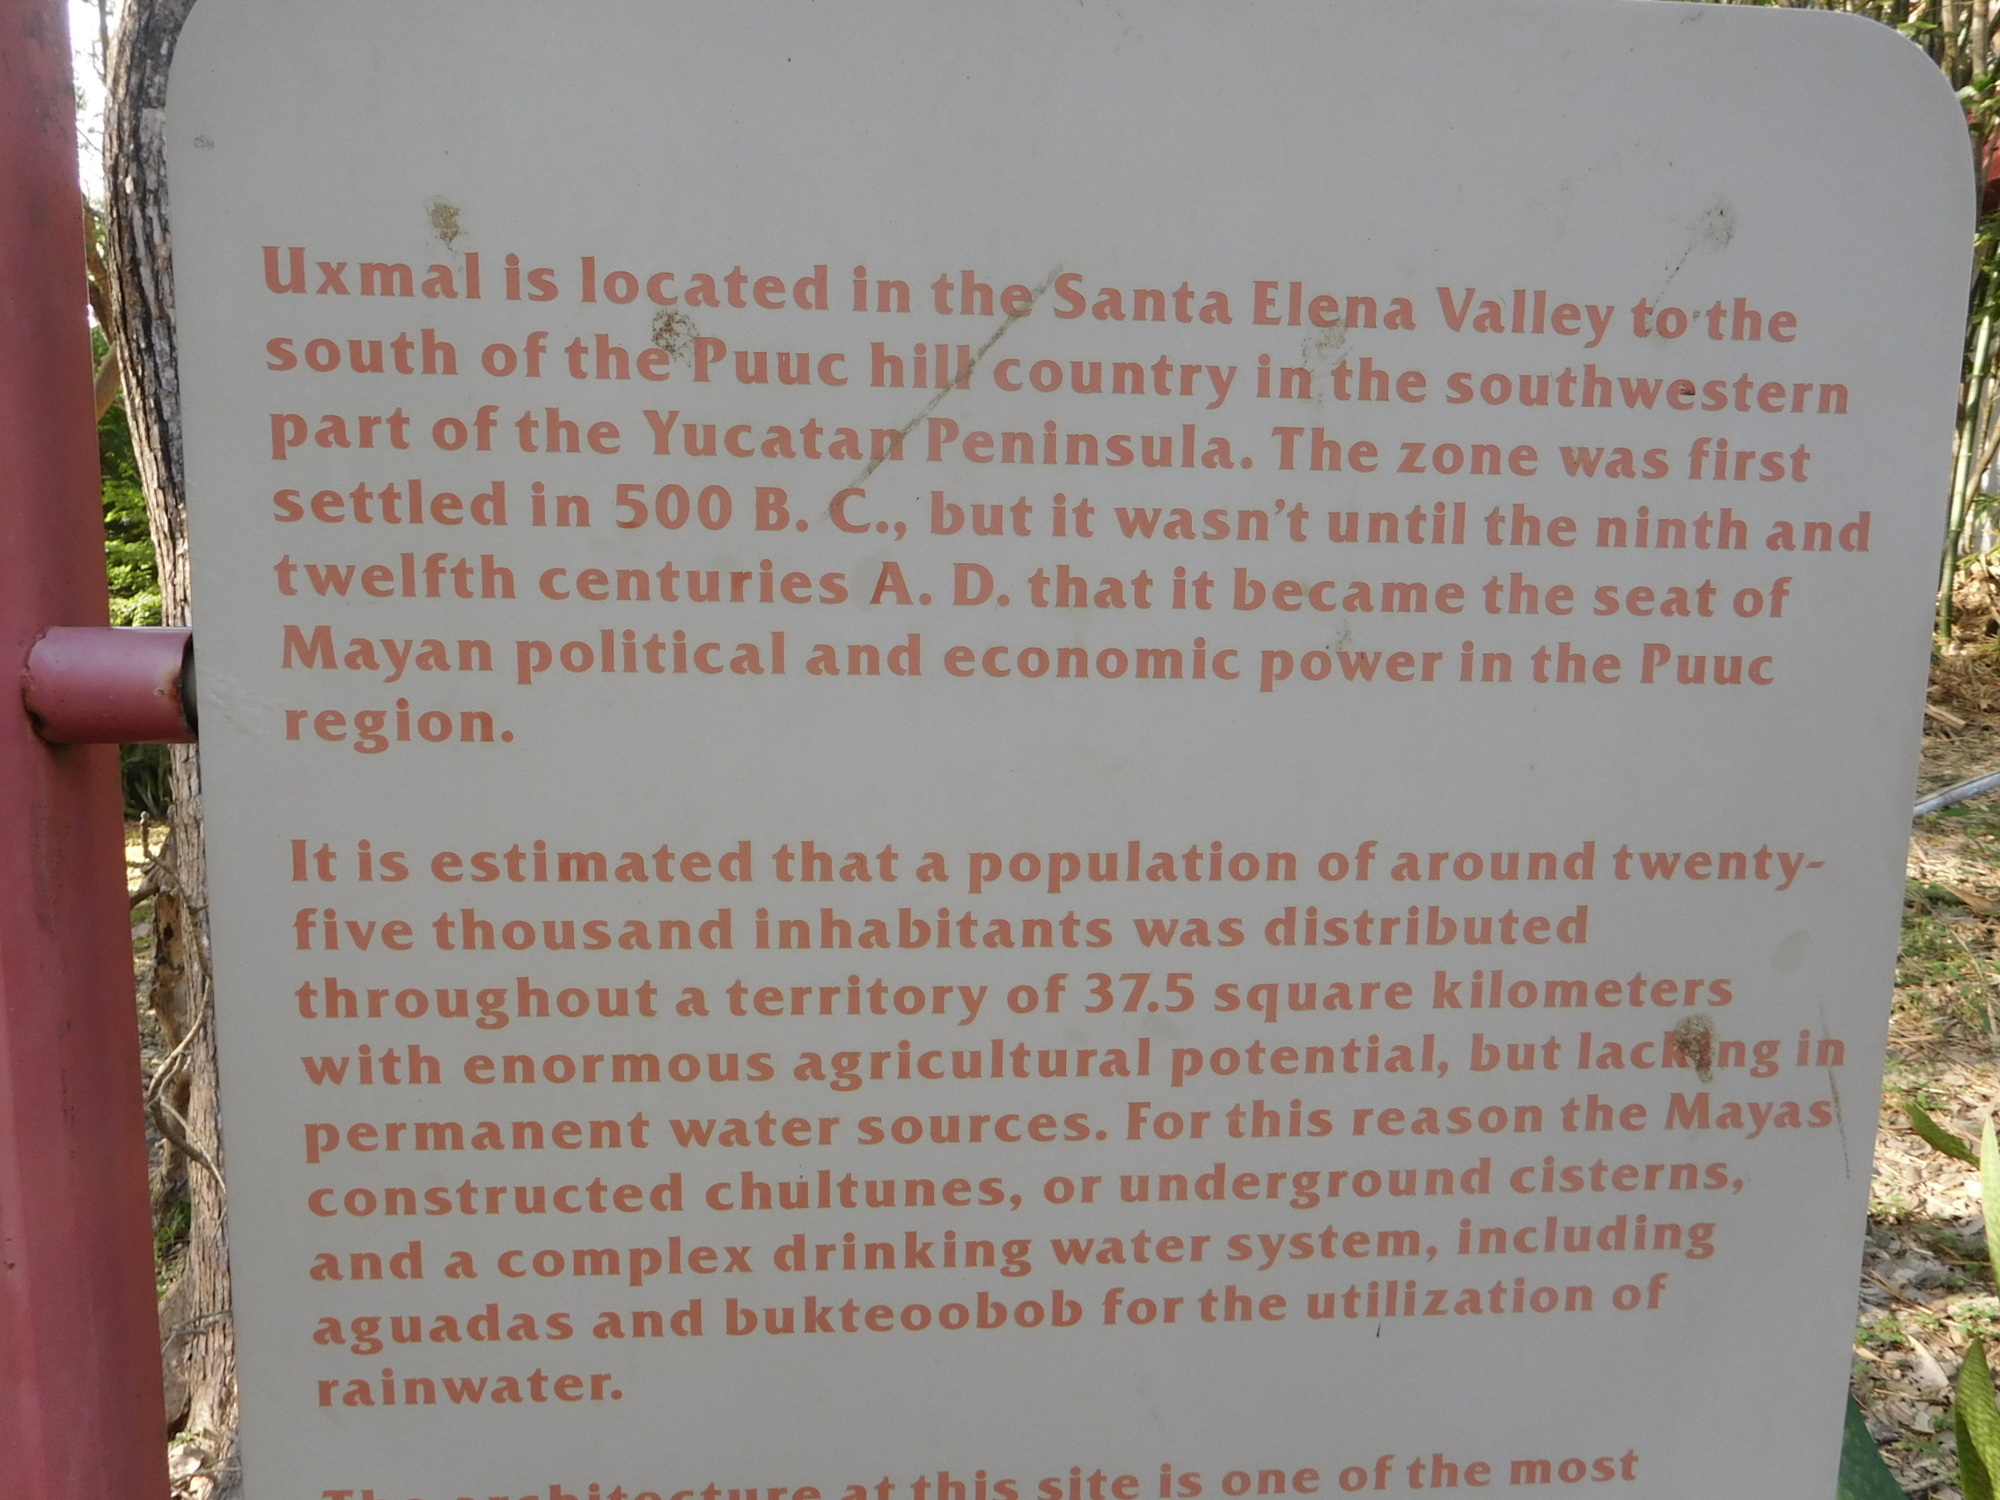 Uxmal is located in the Santa Elena Valley to the
south of the Puuc hill country in the southwestern
part of the Yucatan Peninsula. The zone was first
settled in 500 B. C., but it wasn't until the ninth and
twelfth centuries A. D. that it became the seat of
Mayan political and economic power in the Puuc
region.
It is estimated that a population of around twenty-
five thousand inhabitants was distributed
throughout a territory of 37.5 square kilometers
with enormous agricultural potential, but lacking in
permanent water sources. For this reason the Mayas
constructed chultunes, or underground cisterns,
and a complex drinking water system, including
aguadas and bukteoobob for the utilization of
rainwater.
The architecture at this site is one of the most